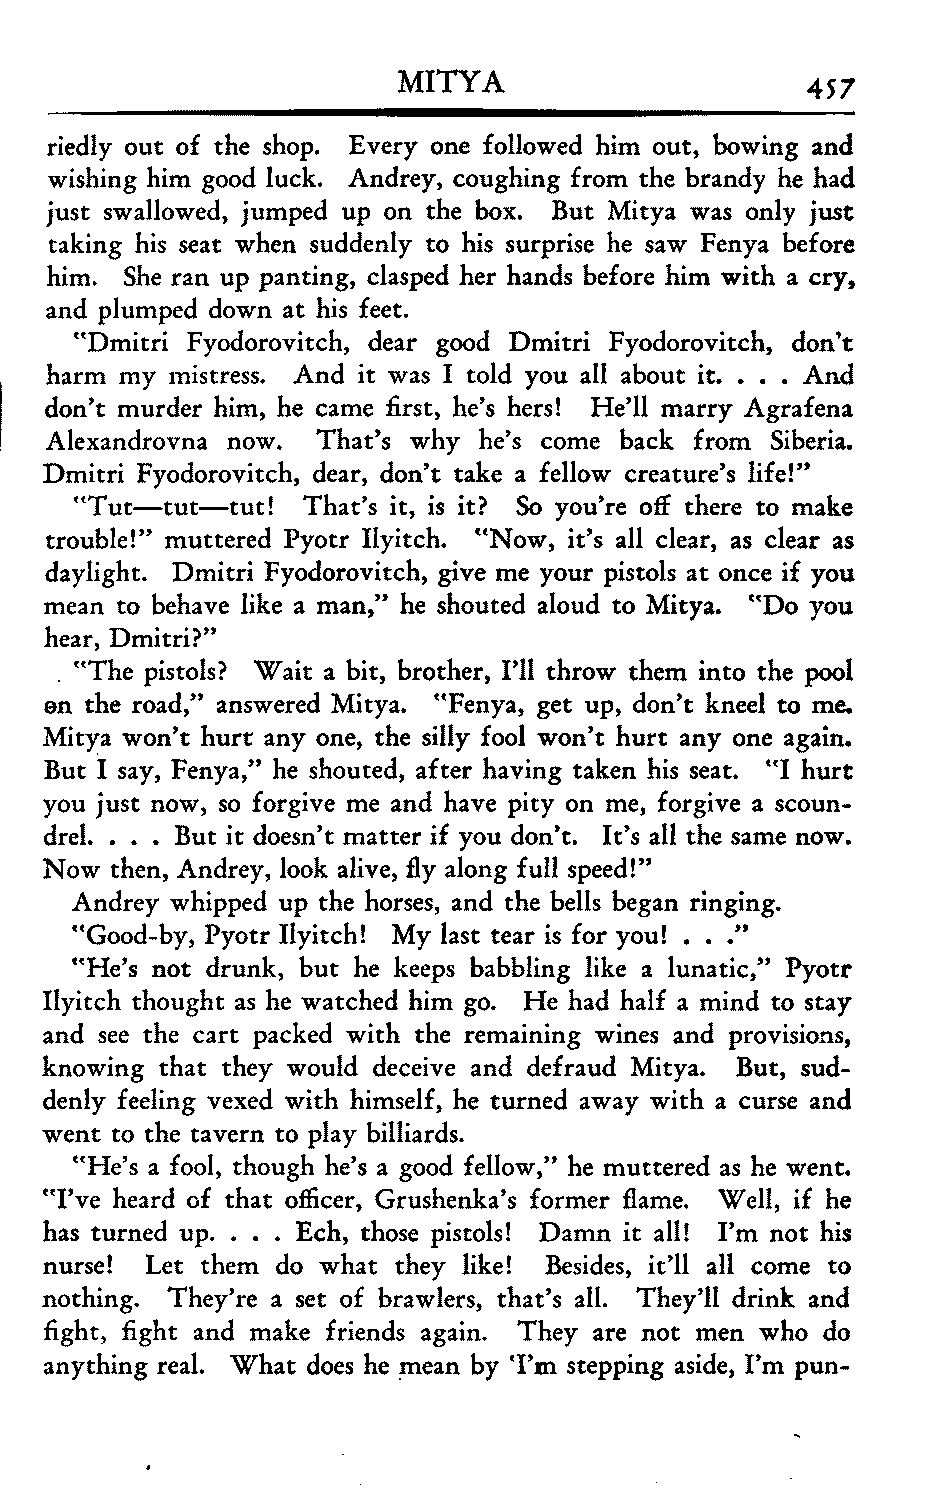 MITYA 457
riedly out of the shop. Every one followed him out, bowing and
wishing him good luck. Andrey, coughing from the brandy he had
just swallowed, jumped up on the box. But Mitya was only just
taking his seat when suddenly to his surprise he saw Fenya before
him. She ran up panting, clasped her hands before him with a cry,
and plumped down at his feet.
"Dmitri Fyodorovitch, dear good Dmitri Fyodorovitch, don't
harm my mistress. And it was I told you all about it. . . . And
don't murder him, he came first, he's hers! He'll marry Agrafena
Alexandrovna now. That's why he's come back from Siberia.
Dmitri Fyodorovitch, dear, don't take a fellow creature's life!"
"Tut—tut—tut! That's it, is it? So you're off there to make
trouble!" muttered Pyotr Ilyitch. "Now, it's all clear, as clear as
daylight. Dmitri Fyodorovitch, give me your pistols at once if you
mean to behave like a man," he shouted aloud to Mitya. "Do you
hear, Dmitri?"
"The pistols? Wait a bit, brother, I'll throw them into the pool
on the road," answered Mitya. "Fenya, get up, don't kneel to me.
Mitya won't hurt any one, the silly fool won't hurt any one again.
But I say, Fenya," he shouted, after having taken his seat. "I hurt
you just now, so forgive me and have pity on me, forgive a scoun-
drel. . . . But it doesn't matter if you don't. It's all the same now.
Now then, Andrey, look alive, fly along full speed!"
Andrey whipped up the horses, and the bells began ringing.
"Good-by, Pyotr Ilyitch! My last tear is for you! . . ."
"He's not drunk, but he keeps babbling like a lunatic," Pyotr
Ilyitch thought as he watched him go. He had half a mind to stay
and see the cart packed with the remaining wines and provisions,
knowing that they would deceive and defraud Mitya. But, sud-
denly feeling vexed with himself, he turned away with a curse and
went to the tavern to play billiards.
"He's a fool, though he's a good fellow," he muttered as he went.
"I've heard of that officer, Grushenka's former flame. Well, if he
has turned up. . . . Ech, those pistols! Damn it all! I'm not his
nurse! Let them do what they like! Besides, it'll all come to
nothing. They're a set of brawlers, that's all. They'll drink and
fight, fight and make friends again. They are not men who do
anything real. What does he mean by 'I'm stepping aside, I'm pun-